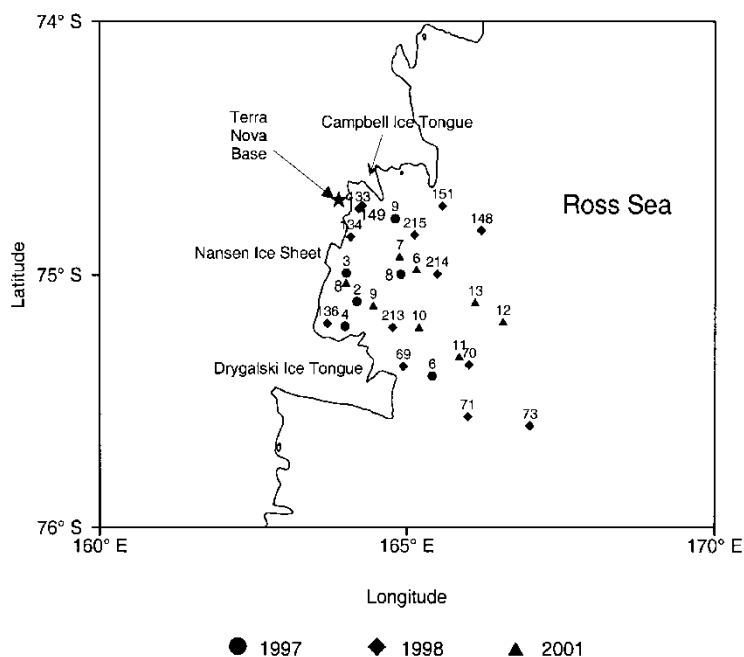 74° S
Terra
Nova
Base
Campbell Ice Tongue
133
149
9
151
Ross Sea
134
215
148
Nansen Ice Sheet
7
3
6
214
8
8
75° S
2
9
13
136
4
213
10
12
Drygalski Ice Tongue
69
11
70
6
71
73
76° S
160° E
165° E
170° E
Latitude
Longitude
1997
1998
2001